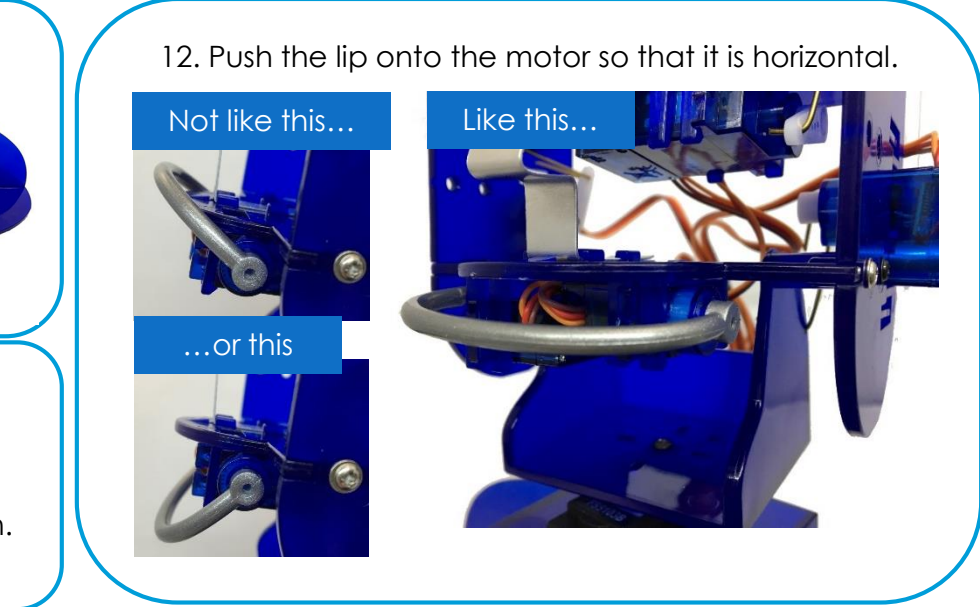 12. Push the lip onto the motor so that it is horizontal.
Not like this...
Like this...
...or this